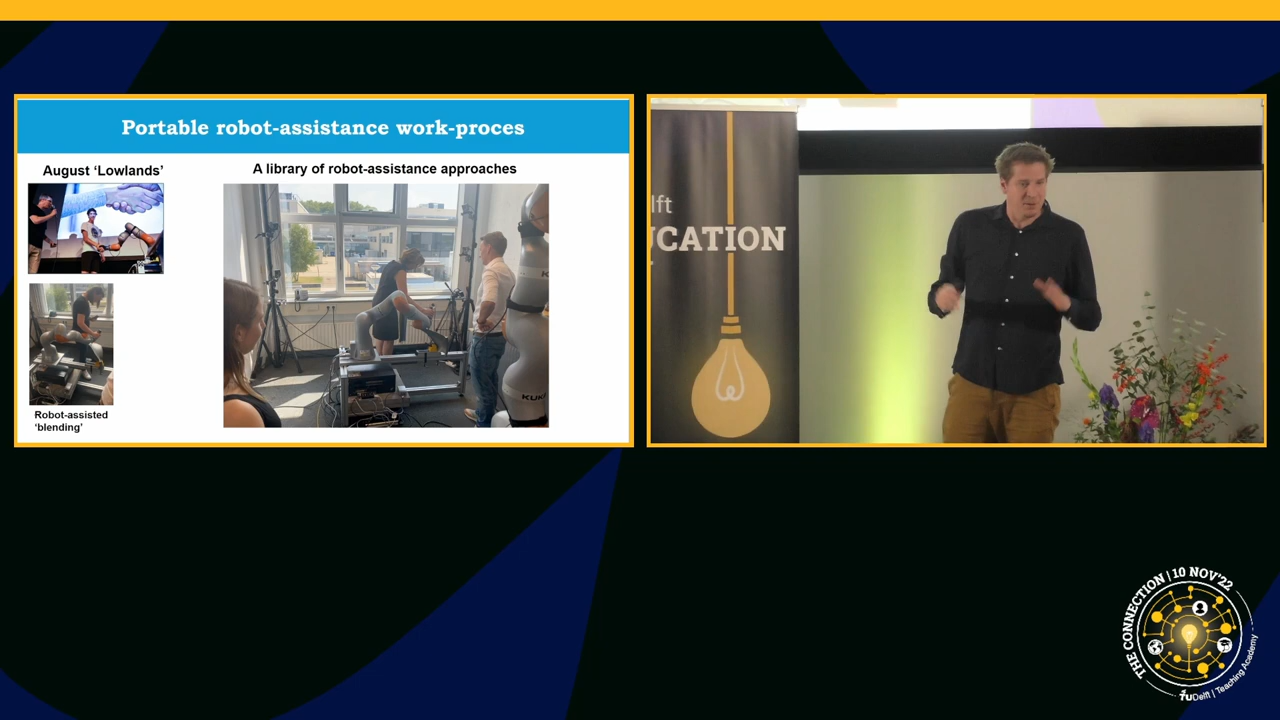 Portable robot-assistance work-proces
August ‘Lowlands’
A library of robot-assistance approaches
Robot-assisted
‘blending’
KUKA
lft
UCATION
THE CONNECTION | 10 NOV'22
TUDelft | Teaching Academy